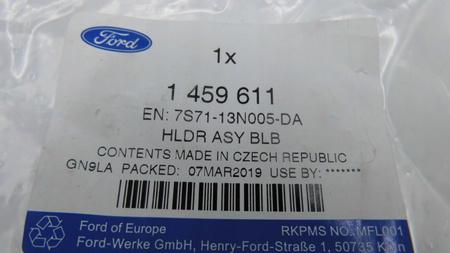 Ford
1x
1 459 611
EN: 7S71-13N005-DA
HLDR ASY BLB
CONTENTS MADE IN CZECH REPUBLIC
GN9LA PACKED: 07MAR2019 USE BY: *******
Ford of Europe RKPMS NO. MFL001
Ford-Werke GmbH, Henry-Ford-Straße 1, 50735 Köln